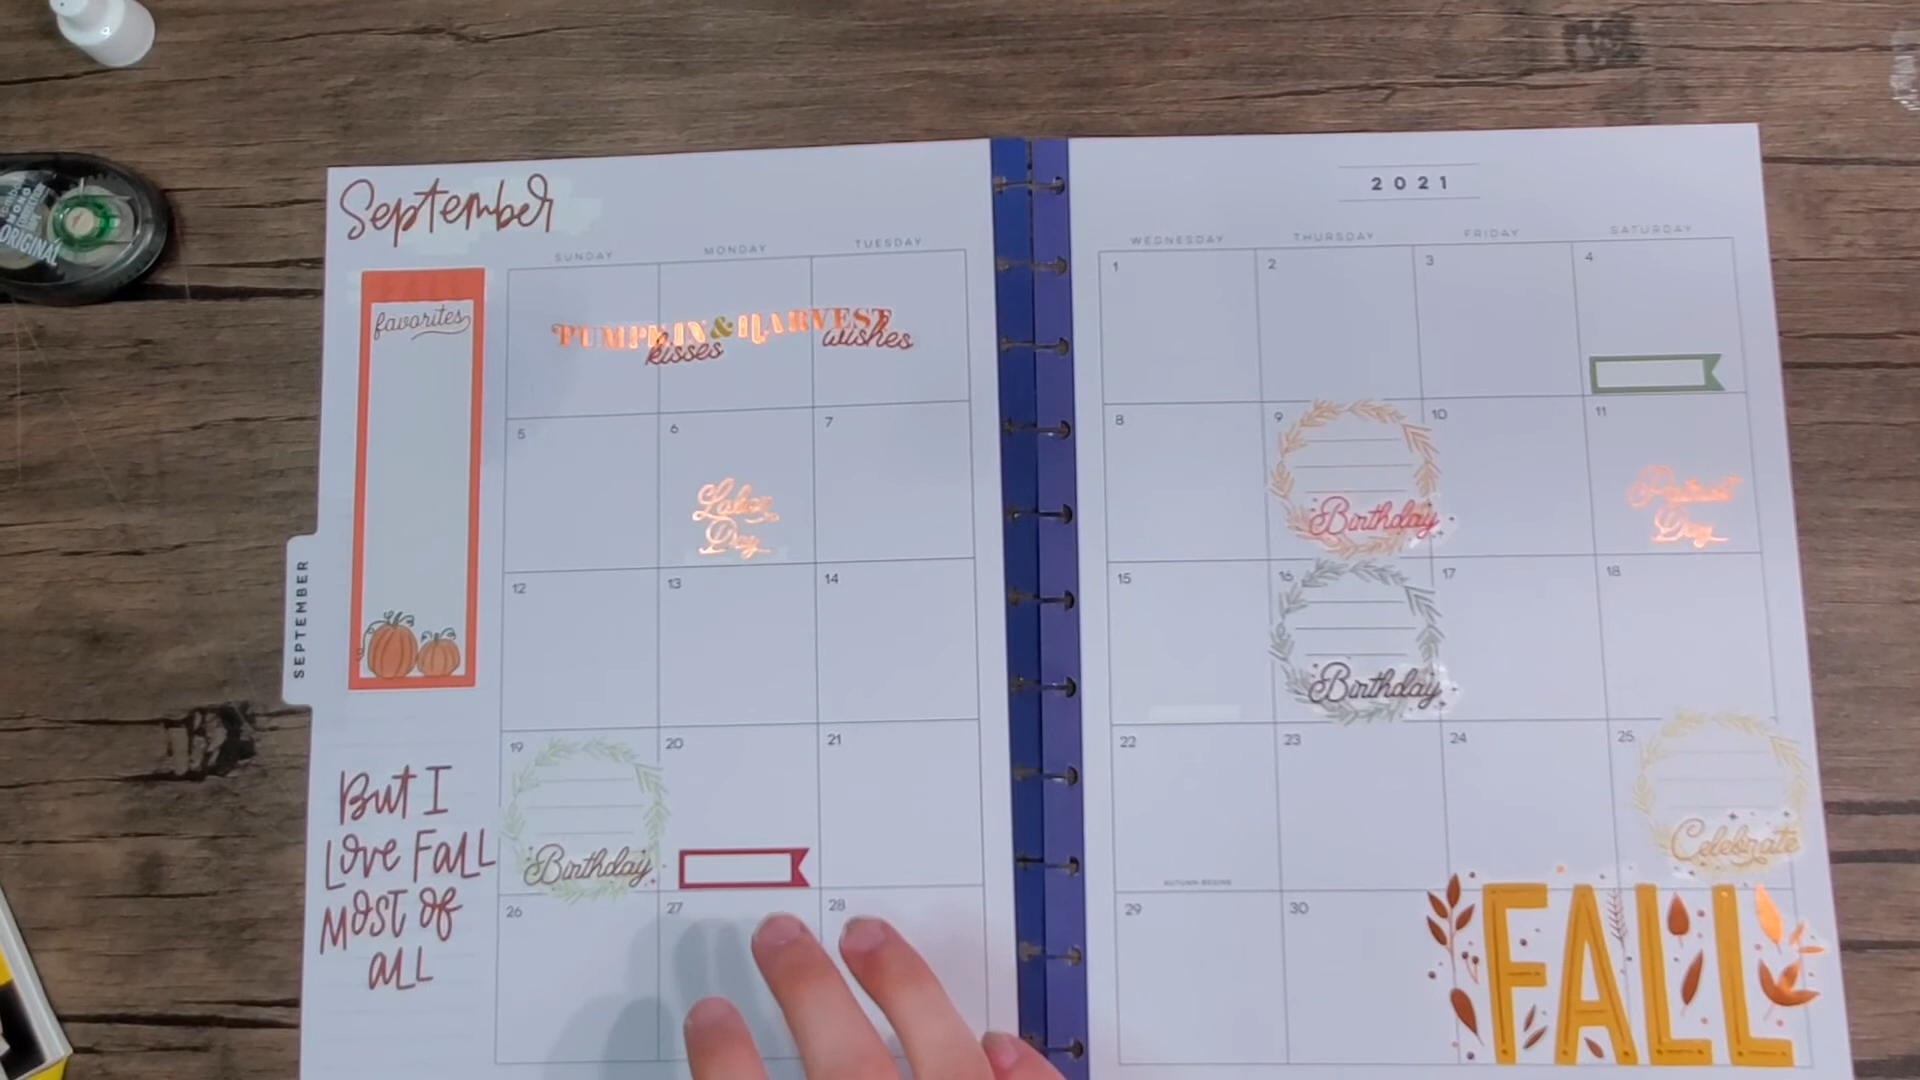 September
2021
SUNDAY MONDAY TUESDAY WEDNESDAY THURSDAY FRIDAY SATURDAY
favorites
PUMPKIN & HARVEST
kisses wishes
1 2 3 4
5 6 7 8 9 10 11
Labor
Day
Birthday
Patriot
Day
12 13 14 15 16 17 18
Birthday
SEPTEMBER
19 20 21 22 23 24 25
Birthday
Celebrate
AUTUMN BEGINS
But I
Love Fall
Most of
all
26 27 28 29 30
FALL
MONO
ORIGINAL